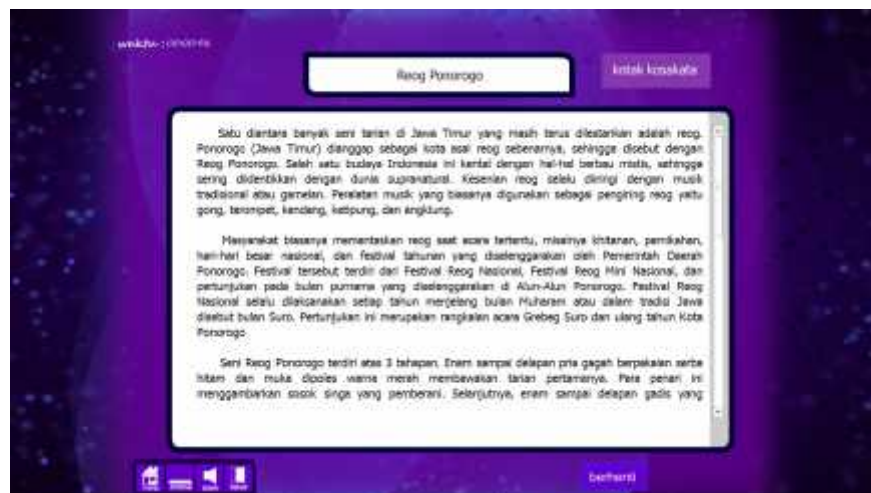 Reog Ponorogo
kotak kosakata
Satu diantara banyak seni tarian di Jawa Timur yang masih terus dilestarikan adalah reog.
Ponorogo (Jawa Timur) dianggap sebagai kota asal reog sebenarnya, sehingga disebut dengan
Reog Ponorogo. Salah satu budaya Indonesia ini kental dengan hal-hal berbau mistis, sehingga
sering diidentikkan dengan dunia supranatural. Kesenian reog selalu diiringi dengan musik
tradisional atau gamelan. Peralatan musik yang biasanya digunakan sebagai pengiring reog yaitu
gong, terompet, kendang, ketipung, dan angklung.
Masyarakat biasanya mementaskan reog saat acara tertentu, misalnya khitanan, pernikahan,
hari-hari besar nasional, dan festival tahunan yang diselenggarakan oleh Pemerintah Daerah
Ponorogo. Festival tersebut terdiri dari Festival Reog Nasional, Festival Reog Mini Nasional, dan
pertunjukan pada bulan purnama yang diselenggarakan di Alun-Alun Ponorogo. Festival Reog
Nasional selalu dilaksanakan setiap tahun menjelang bulan Muharam atau dalam tradisi Jawa
disebut bulan Suro. Pertunjukan ini merupakan rangkaian acara Grebeg Suro dan ulang tahun Kota
Ponorogo
Seni Reog Ponorogo terdiri atas 3 tahapan. Enam sampai delapan pria gagah berpakaian serba
hitam dan muka dipoles warna merah membawakan tarian pertamanya. Para penari ini
menggambarkan sosok singa yang pemberani. Selanjutnya, enam sampai delapan gadis yang
berhenti